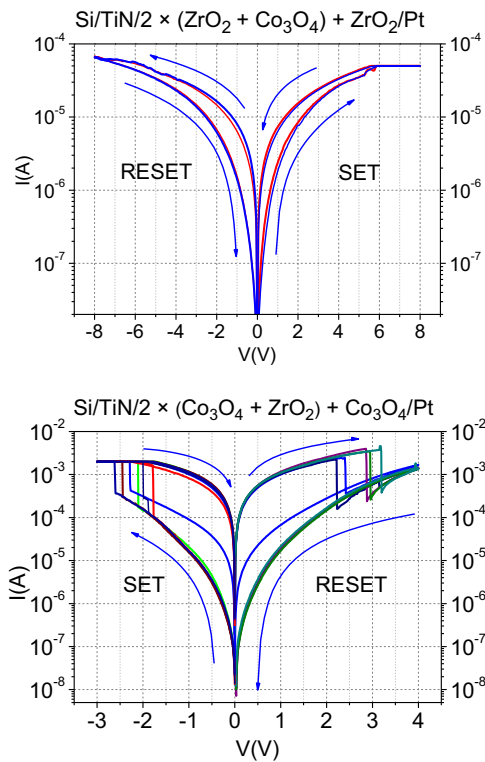 Si/TiN/2 × (ZrO₂ + Co₃O₄) + ZrO₂/Pt
10⁻⁴ 10⁻⁴
10⁻⁵ 10⁻⁵
I(A)
RESET SET
10⁻⁶ 10⁻⁶
10⁻⁷ 10⁻⁷
-8 -6 -4 -2 0 2 4 6 8
V(V)
Si/TiN/2 × (Co₃O₄ + ZrO₂) + Co₃O₄/Pt
10⁻² 10⁻²
10⁻³ 10⁻³
10⁻⁴ 10⁻⁴
I(A)
10⁻⁵ 10⁻⁵
SET RESET
10⁻⁶ 10⁻⁶
10⁻⁷ 10⁻⁷
10⁻⁸ 10⁻⁸
-3 -2 -1 0 1 2 3 4
V(V)